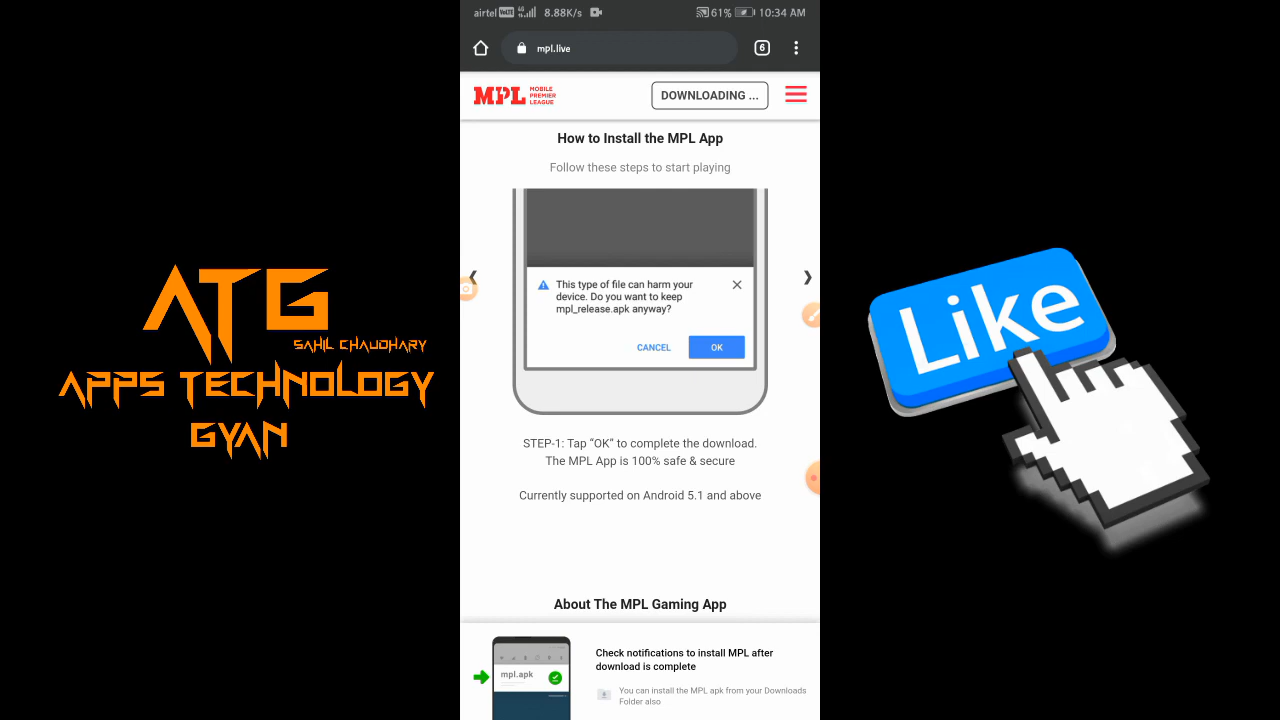 airtel VoLTE 4G 8.88K/s 61% 10:34 AM
mpl.live
6
MPL MOBILE
PREMIER
LEAGUE
DOWNLOADING ...
How to Install the MPL App
Follow these steps to start playing
This type of file can harm your
device. Do you want to keep
mpl_release.apk anyway?
CANCEL OK
STEP-1: Tap "OK" to complete the download.
The MPL App is 100% safe & secure
Currently supported on Android 5.1 and above
About The MPL Gaming App
mpl.apk
Check notifications to install MPL after
download is complete
You can install the MPL apk from your Downloads
Folder also
ATG
SAHIL CHAUDHARY
APPS TECHNOLOGY
GYAN
Like